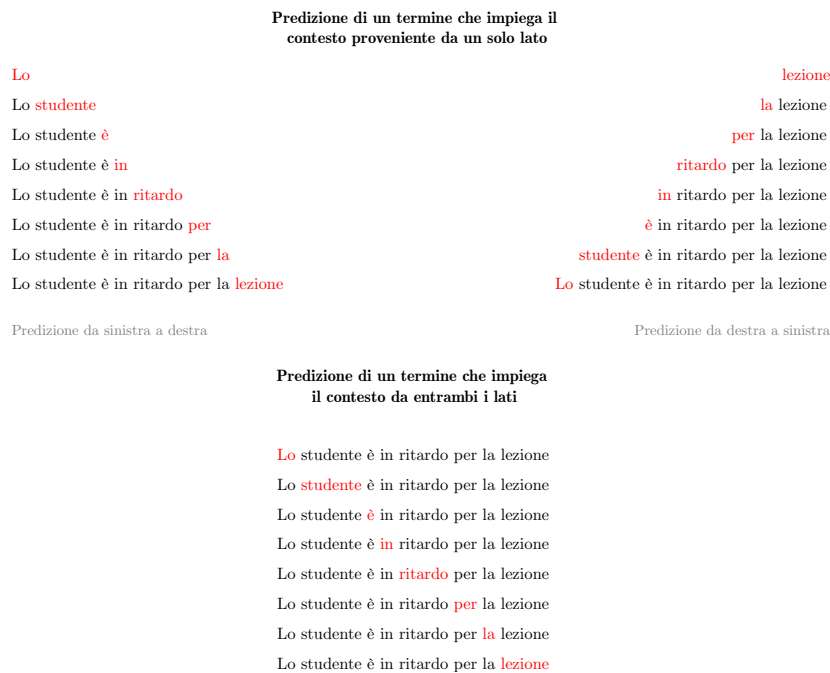 Predizione di un termine che impiega il
contesto proveniente da un solo lato
Lo
Lo studente
Lo studente è
Lo studente è in
Lo studente è in ritardo
Lo studente è in ritardo per
Lo studente è in ritardo per la
Lo studente è in ritardo per la lezione
Predizione da sinistra a destra
lezione
la lezione
per la lezione
ritardo per la lezione
in ritardo per la lezione
è in ritardo per la lezione
studente è in ritardo per la lezione
Lo studente è in ritardo per la lezione
Predizione da destra a sinistra
Predizione di un termine che impiega
il contesto da entrambi i lati
Lo studente è in ritardo per la lezione
Lo studente è in ritardo per la lezione
Lo studente è in ritardo per la lezione
Lo studente è in ritardo per la lezione
Lo studente è in ritardo per la lezione
Lo studente è in ritardo per la lezione
Lo studente è in ritardo per la lezione
Lo studente è in ritardo per la lezione